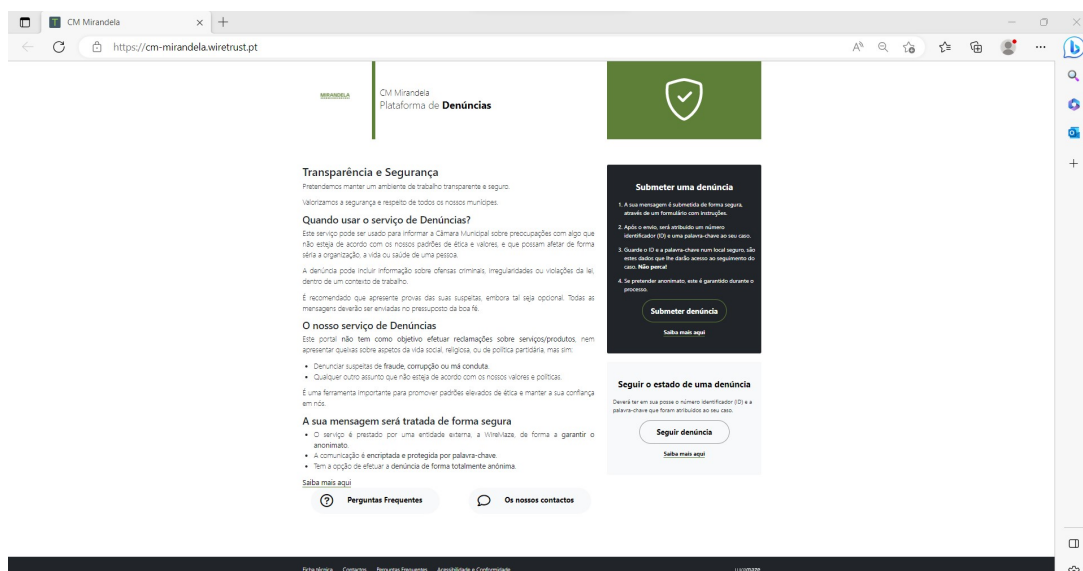 CM Mirandela
https://cm-mirandela.wiretrust.pt
MIRANDELA
CM Mirandela
Plataforma de Denúncias
Transparência e Segurança
Pretendemos manter um ambiente de trabalho transparente e seguro.
Valorizamos a segurança e respeito de todos os nossos munícipes.
Quando usar o serviço de Denúncias?
Este serviço pode ser usado para informar a Câmara Municipal sobre preocupações com algo que
não esteja de acordo com os nossos padrões de ética e valores, e que possam afetar de forma
séria a organização, a vida ou saúde de uma pessoa.
A denúncia pode incluir informação sobre ofensas criminais, irregularidades ou violações da lei,
dentro de um contexto de trabalho.
É recomendado que apresente provas das suas suspeitas, embora tal seja opcional. Todas as
mensagens deverão ser enviadas no pressuposto da boa fé.
O nosso serviço de Denúncias
Este portal não tem como objetivo efetuar reclamações sobre serviços/produtos, nem
apresentar queixas sobre aspetos da vida social, religiosa, ou de política partidária, mas sim:
• Denunciar suspeitas de fraude, corrupção ou má conduta.
• Qualquer outro assunto que não esteja de acordo com os nossos valores e políticas.
É uma ferramenta importante para promover padrões elevados de ética e manter a sua confiança
em nós.
A sua mensagem será tratada de forma segura
• O serviço é prestado por uma entidade externa, a WireMaze, de forma a garantir o
anonimato.
• A comunicação é encriptada e protegida por palavra-chave.
• Tem a opção de efetuar a denúncia de forma totalmente anónima.
Saiba mais aqui
Perguntas Frequentes
Os nossos contactos
Submeter uma denúncia
1. A sua mensagem é submetida de forma segura,
através de um formulário com instruções.
2. Após o envio, será atribuido um número
identificador (ID) e uma palavra-chave ao seu caso.
3. Guarde o ID e a palavra-chave num local seguro, são
estes dados que lhe darão acesso ao seguimento do
caso. Não perca!
4. Se pretender anonimato, este é garantido durante o
processo.
Submeter denúncia
Saiba mais aqui
Seguir o estado de uma denúncia
Deverá ter em sua posse o número identificador (ID) e a
palavra-chave que foram atribuídos ao seu caso.
Seguir denúncia
Saiba mais aqui
Ficha técnica Contactos Perguntas Frequentes Acessibilidade e Conformidade
wiremaze